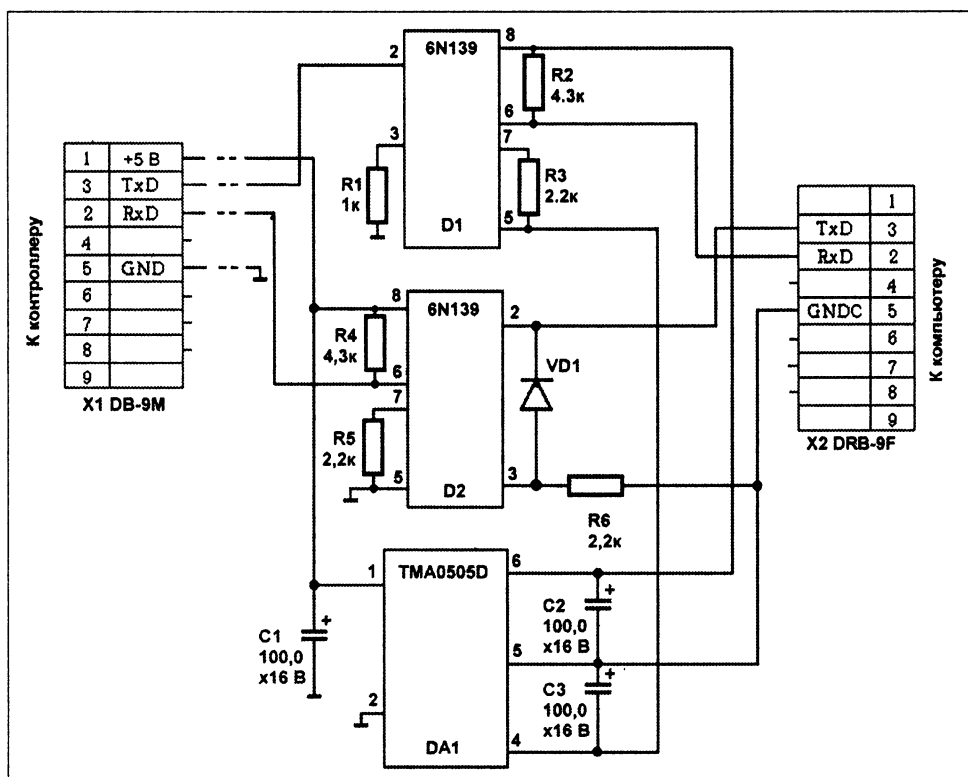 К контроллеру
1 +5 В
3 TxD
2 RxD
4
5 GND
6
7
8
9
X1 DB-9M
2
3
6N139
D1
8
6
7
5
R1
1к
R2
4.3к
R3
2.2к
8
6
7
5
6N139
D2
2
3
R4
4,3к
R5
2,2к
VD1
R6
2,2к
1
2
TMA0505D
DA1
6
5
4
C1
100,0
x16 В
+
C2
100,0
x16 В
+
C3
100,0
x16 В
+
1
TxD 3
RxD 2
4
GNDC 5
6
7
8
9
X2 DRB-9F
К компьютеру